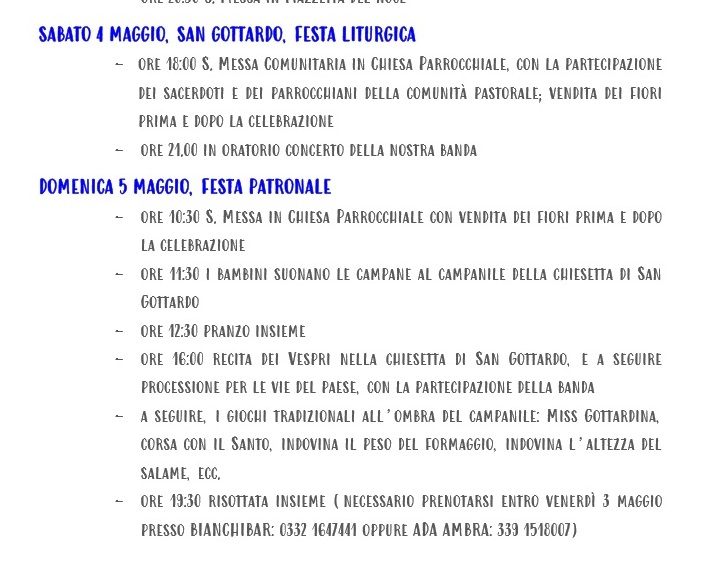 ORE 20:30 S. MESSA IN PIAZZETTA DEL NOCE
SABATO 4 MAGGIO, SAN GOTTARDO, FESTA LITURGICA
- ORE 18:00 S. MESSA COMUNITARIA IN CHIESA PARROCCHIALE, CON LA PARTECIPAZIONE
DEI SACERDOTI E DEI PARROCCHIANI DELLA COMUNITÀ PASTORALE; VENDITA DEI FIORI
PRIMA E DOPO LA CELEBRAZIONE
- ORE 21,00 IN ORATORIO CONCERTO DELLA NOSTRA BANDA
DOMENICA 5 MAGGIO, FESTA PATRONALE
- ORE 10:30 S. MESSA IN CHIESA PARROCCHIALE CON VENDITA DEI FIORI PRIMA E DOPO
LA CELEBRAZIONE
- ORE 11:30 I BAMBINI SUONANO LE CAMPANE AL CAMPANILE DELLA CHIESETTA DI SAN
GOTTARDO
- ORE 12:30 PRANZO INSIEME
- ORE 16:00 RECITA DEI VESPRI NELLA CHIESETTA DI SAN GOTTARDO, E A SEGUIRE
PROCESSIONE PER LE VIE DEL PAESE, CON LA PARTECIPAZIONE DELLA BANDA
- A SEGUIRE, I GIOCHI TRADIZIONALI ALL'OMBRA DEL CAMPANILE: MISS GOTTARDINA,
CORSA CON IL SANTO, INDOVINA IL PESO DEL FORMAGGIO, INDOVINA L'ALTEZZA DEL
SALAME, ECC.
- ORE 19:30 RISOTTATA INSIEME (NECESSARIO PRENOTARSI ENTRO VENERDÌ 3 MAGGIO
PRESSO BIANCHIBAR: 0332 1647441 OPPURE ADA AMBRA: 339 1518007)